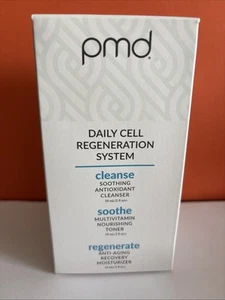 pmd
DAILY CELL
REGENERATION
SYSTEM
cleanse
SOOTHING
ANTIOXIDANT
CLEANSER
soothe
MULTIVITAMIN
NOURISHING
TONER
regenerate
ANTI-AGING
RECOVERY
MOISTURIZER